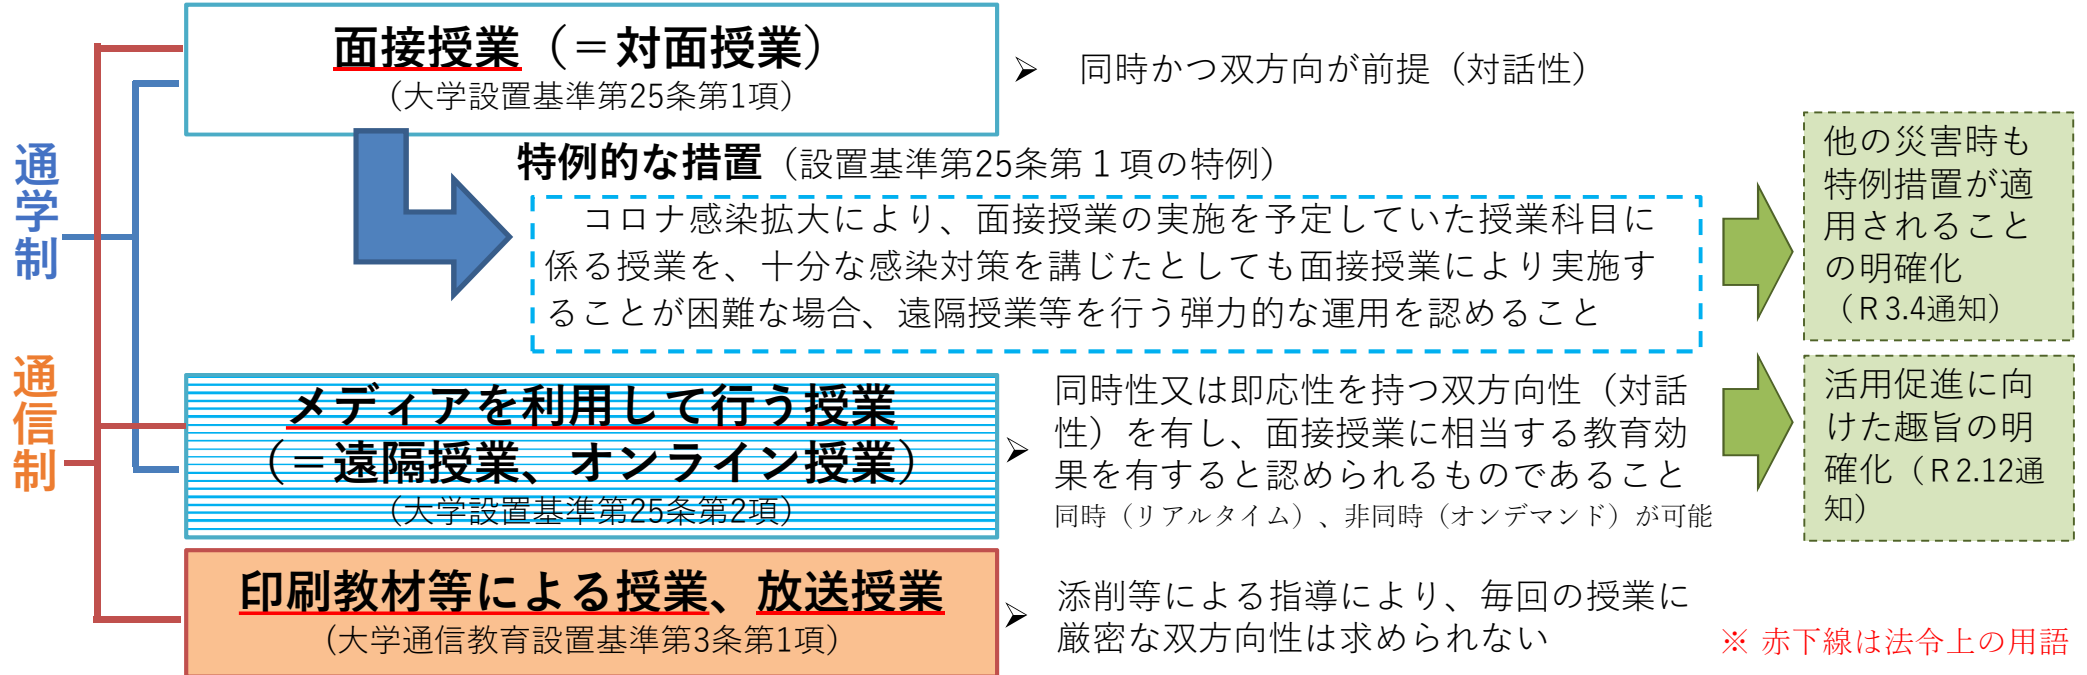 面接授業（＝対面授業）
（大学設置基準第25条第1項）
➢ 同時かつ双方向が前提（対話性）
通学制
特例的な措置（設置基準第25条第１項の特例）
コロナ感染拡大により、面接授業の実施を予定していた授業科目に
係る授業を、十分な感染対策を講じたとしても面接授業により実施す
ることが困難な場合、遠隔授業等を行う弾力的な運用を認めること
他の災害時も
特例措置が適
用されること
の明確化
（Ｒ3.4通知）
通信制
メディアを利用して行う授業
（＝遠隔授業、オンライン授業）
（大学設置基準第25条第2項）
➢ 同時性又は即応性を持つ双方向性（対話
性）を有し、面接授業に相当する教育効
果を有すると認められるものであること
同時（リアルタイム）、非同時（オンデマンド）が可能
活用促進に向
けた趣旨の明
確化（Ｒ2.12通
知）
印刷教材等による授業、放送授業
（大学通信教育設置基準第3条第1項）
➢ 添削等による指導により、毎回の授業に
厳密な双方向性は求められない
※ 赤下線は法令上の用語